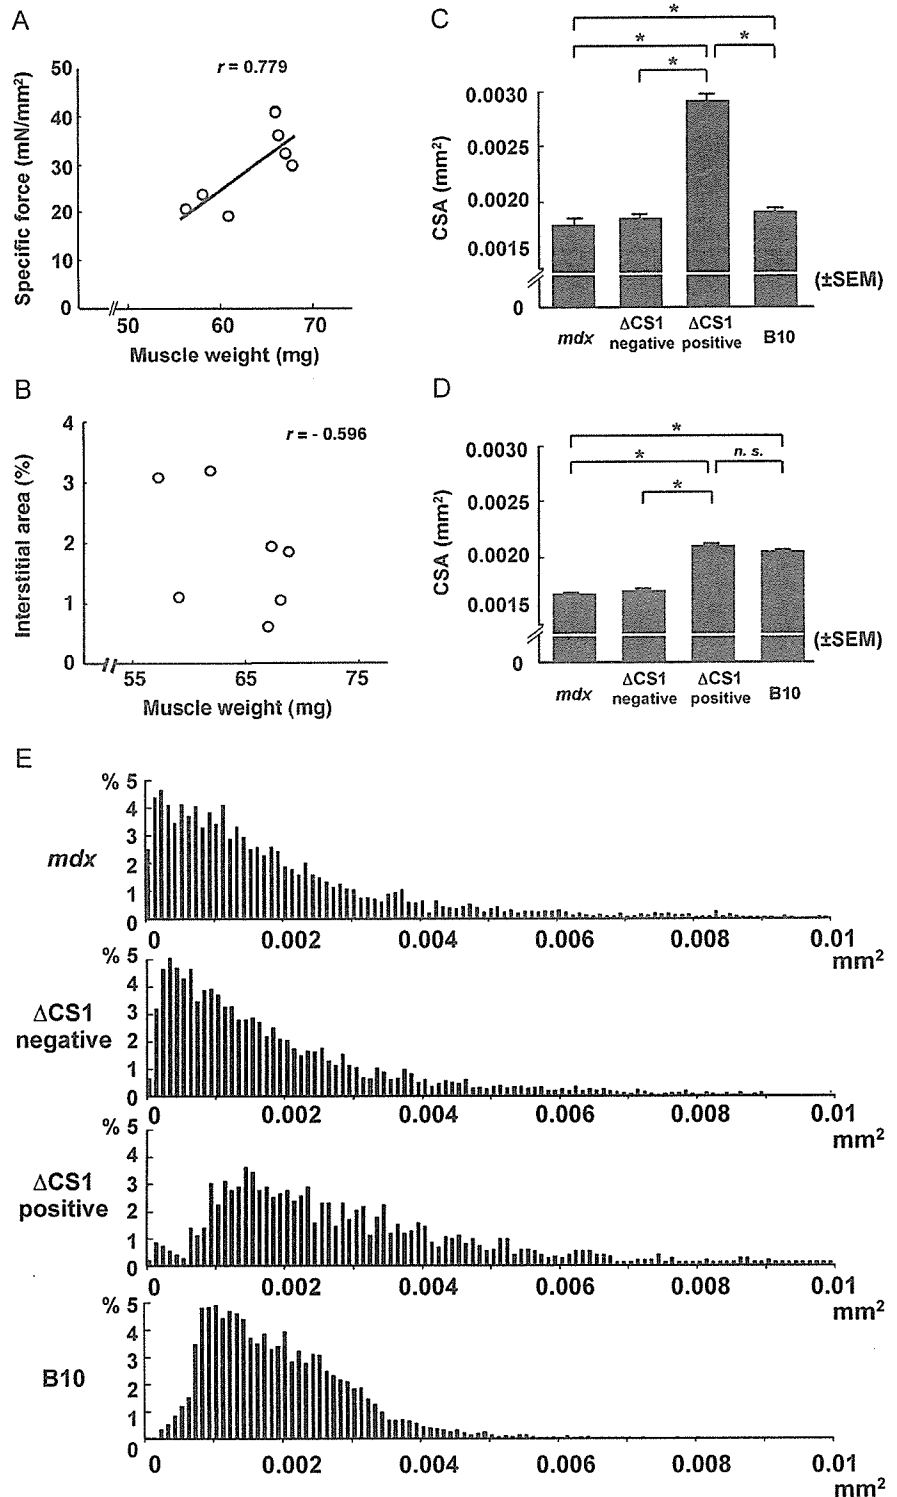 A
r = 0.779
Specific force (mN/mm²)
50
40
30
20
10
0
50 60 70
Muscle weight (mg)
B
r = - 0.596
Interstitial area (%)
4
3
2
1
0
55 65 75
Muscle weight (mg)
C
*
* *
*
CSA (mm²)
0.0030
0.0025
0.0020
0.0015
0
(±SEM)
mdx ΔCS1 negative ΔCS1 positive B10
D
*
* n. s.
*
CSA (mm²)
0.0030
0.0025
0.0020
0.0015
0
(±SEM)
mdx ΔCS1 negative ΔCS1 positive B10
E
% 5
4
3
2
1
0
mdx
0 0.002 0.004 0.006 0.008 0.01
mm²
% 5
4
3
2
1
0
ΔCS1
negative
0 0.002 0.004 0.006 0.008 0.01
mm²
% 5
4
3
2
1
0
ΔCS1
positive
0 0.002 0.004 0.006 0.008 0.01
mm²
% 5
4
3
2
1
0
B10
0 0.002 0.004 0.006 0.008 0.01
mm²